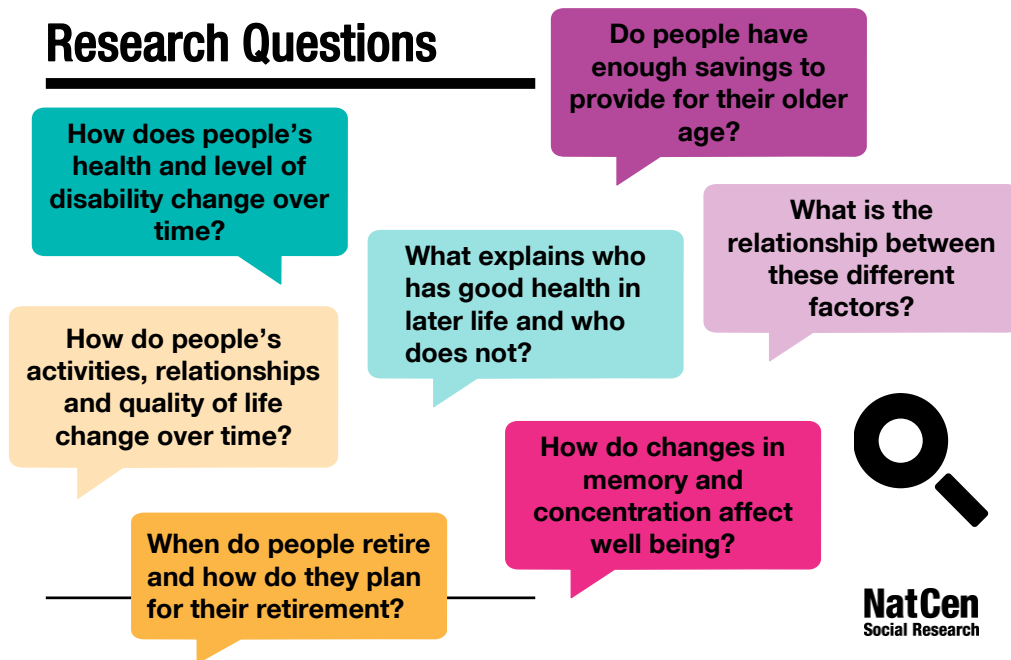 Research Questions
Do people have
enough savings to
provide for their older
age?
How does people's
health and level of
disability change over
time?
What is the
relationship between
these different
factors?
What explains who
has good health in
later life and who
does not?
How do people's
activities, relationships
and quality of life
change over time?
How do changes in
memory and
concentration affect
well being?
When do people retire
and how do they plan
for their retirement?
NatCen
Social Research